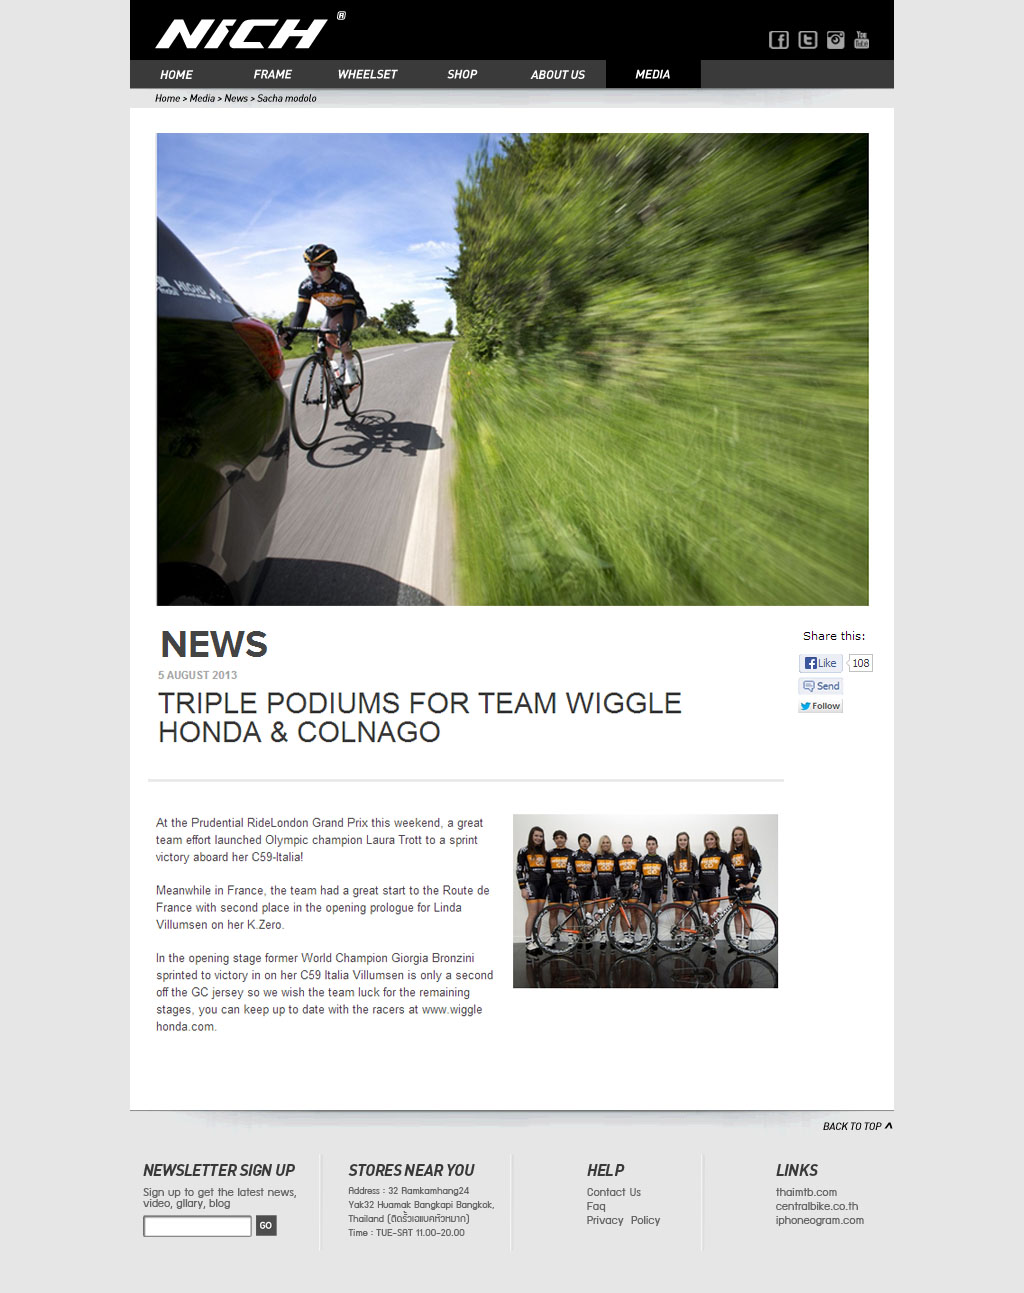 NiCH ®
HOME FRAME WHEELSET SHOP ABOUT US MEDIA
Home > Media > News > Sacha modolo
NEWS
5 AUGUST 2013
TRIPLE PODIUMS FOR TEAM WIGGLE
HONDA & COLNAGO
Share this:
Like 108
Send
Follow
At the Prudential RideLondon Grand Prix this weekend, a great
team effort launched Olympic champion Laura Trott to a sprint
victory aboard her C59-Italia!
Meanwhile in France, the team had a great start to the Route de
France with second place in the opening prologue for Linda
Villumsen on her K.Zero.
In the opening stage former World Champion Giorgia Bronzini
sprinted to victory in on her C59 Italia Villumsen is only a second
off the GC jersey so we wish the team luck for the remaining
stages, you can keep up to date with the racers at www.wiggle
honda.com.
BACK TO TOP ^
NEWSLETTER SIGN UP
Sign up to get the latest news,
video, gllary, blog
GO
STORES NEAR YOU
Address : 32 Ramkamhang24
Yak32 Huamak Bangkapi Bangkok,
Thailand (ติดรั้วเอแบคหัวหมาก)
Time : TUE-SAT 11.00-20.00
HELP
Contact Us
Faq
Privacy Policy
LINKS
thaimtb.com
centralbike.co.th
iphoneogram.com